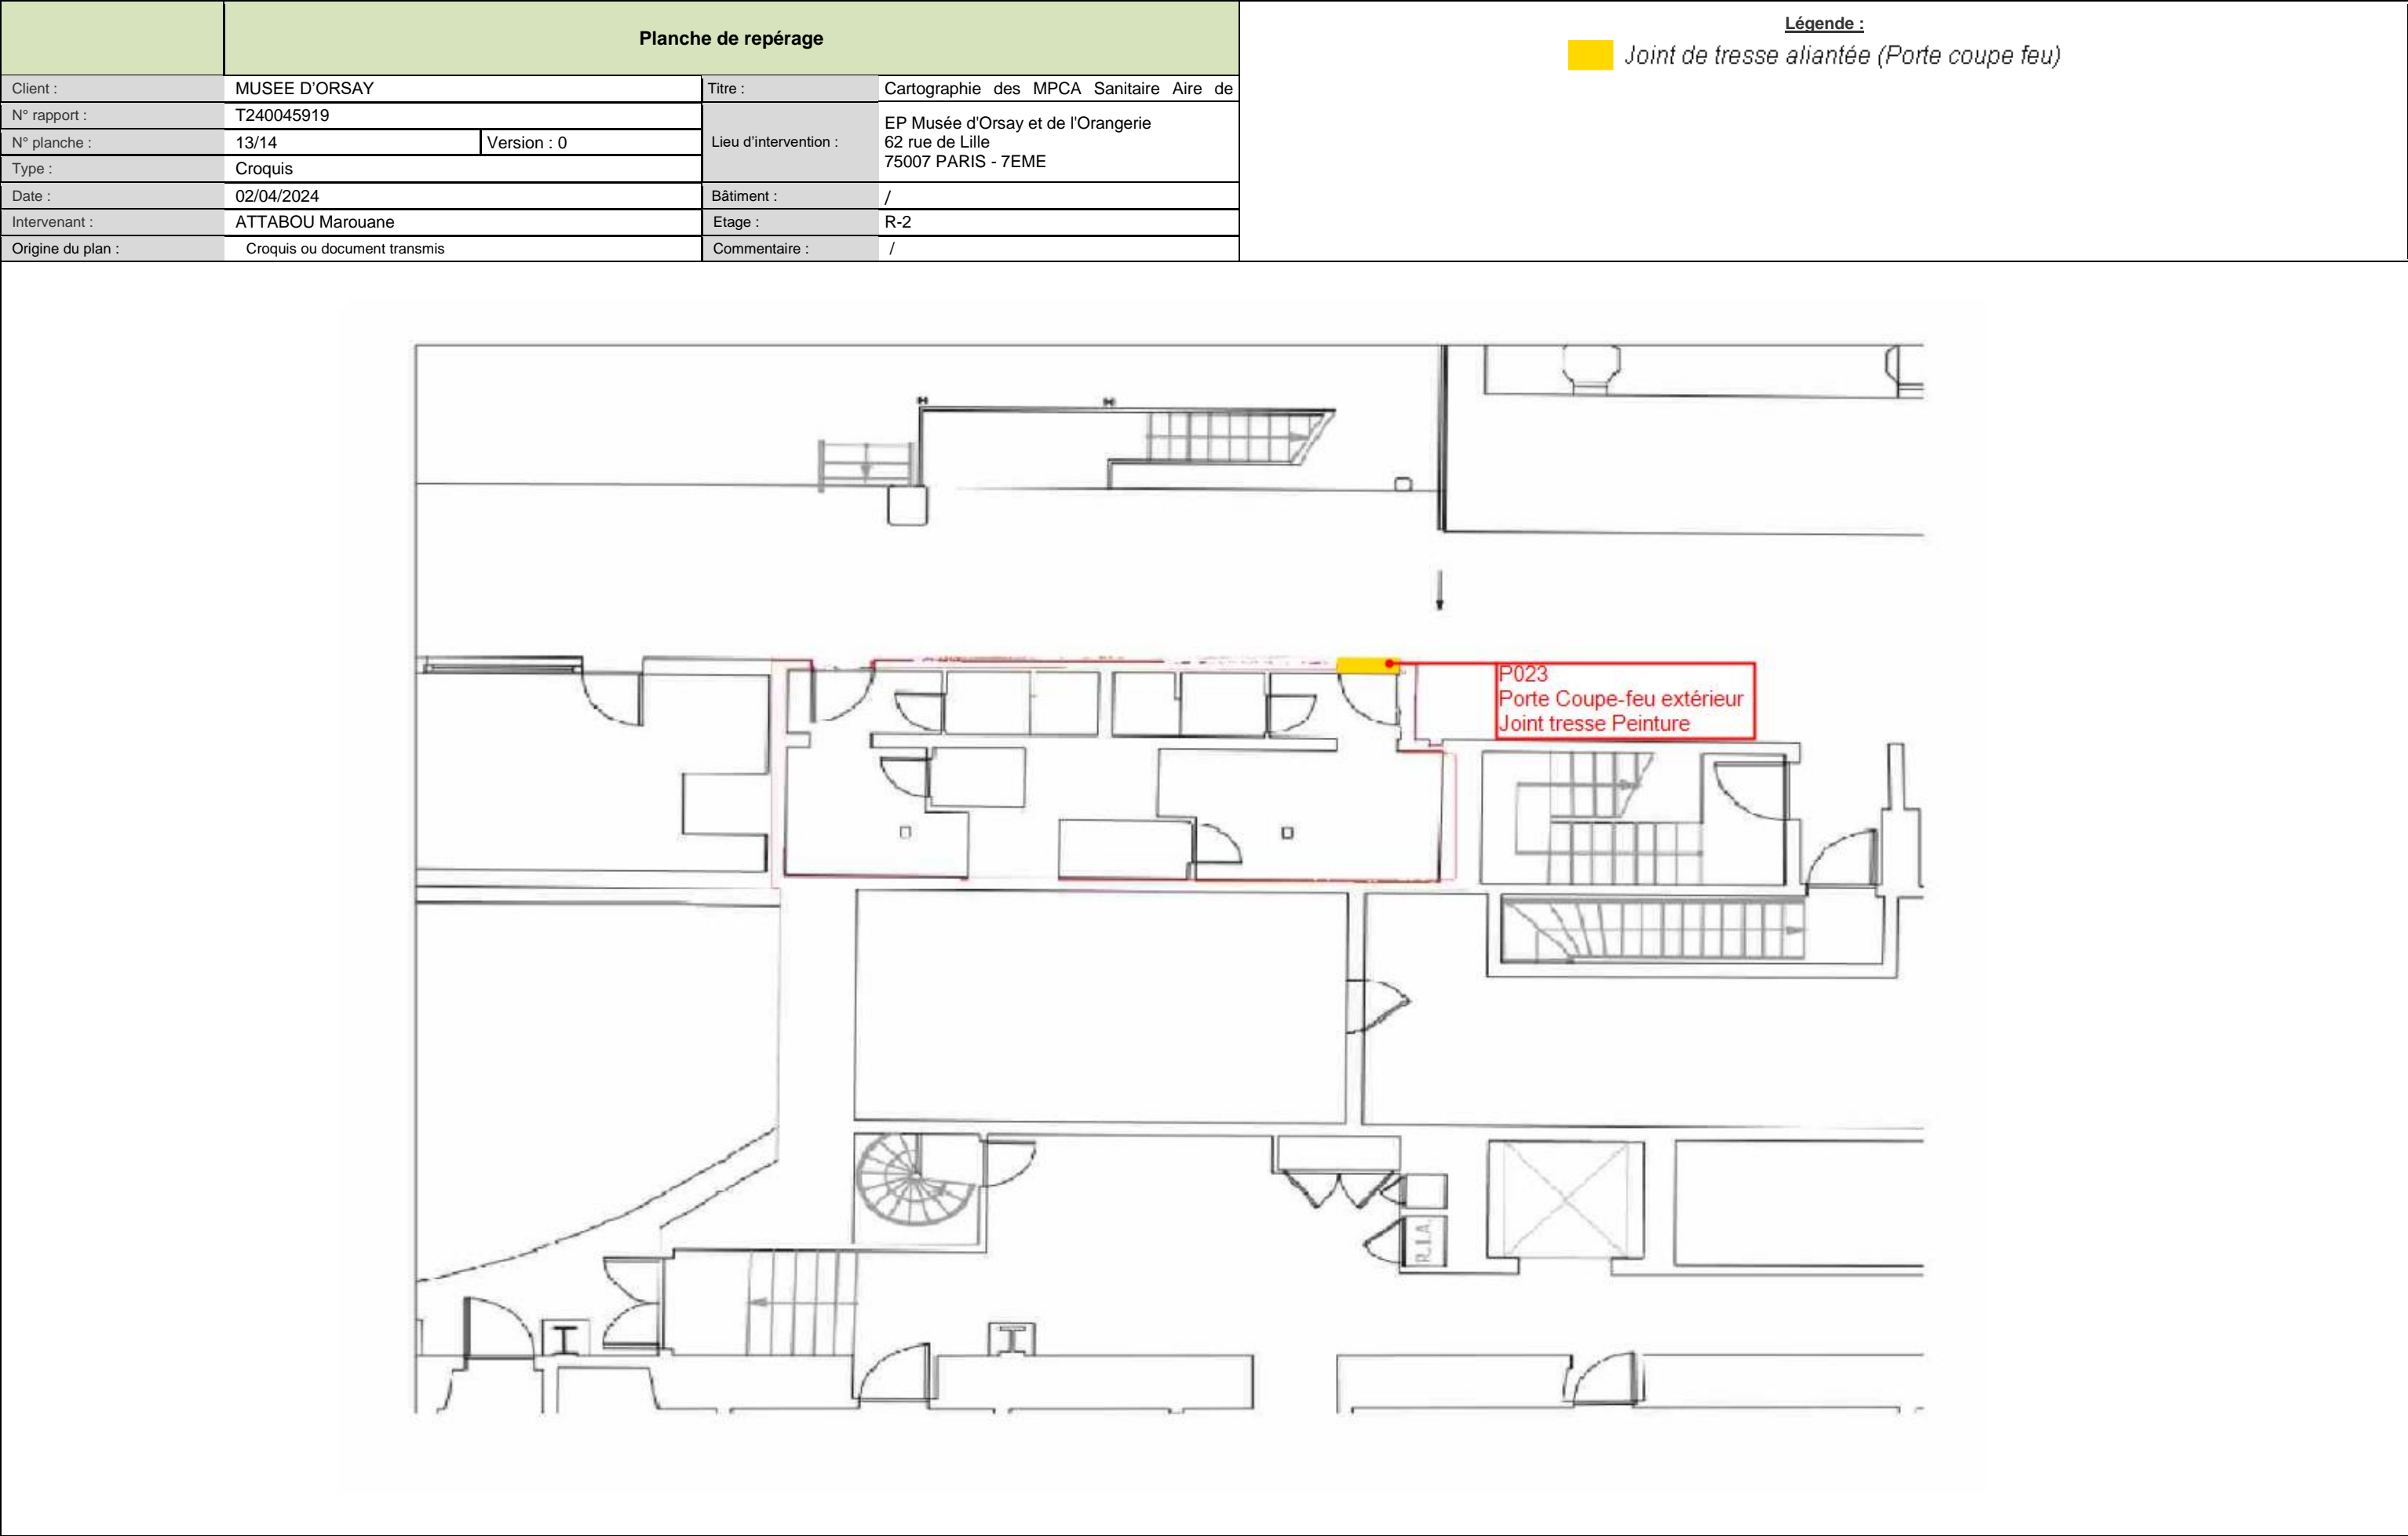 Planche de repérage
Client :
MUSEE D'ORSAY
N° rapport :
T240045919
N° planche :
13/14
Version : 0
Type :
Croquis
Date :
02/04/2024
Intervenant :
ATTABOU Marouane
Origine du plan :
Croquis ou document transmis
Titre :
Cartographie des MPCA Sanitaire Aire de
Lieu d'intervention :
EP Musée d'Orsay et de l'Orangerie
62 rue de Lille
75007 PARIS - 7EME
Bâtiment :
/
Etage :
R-2
Commentaire :
/
Légende :
Joint de tresse aliantée (Porte coupe feu)
P023
Porte Coupe-feu extérieur
Joint tresse Peinture
R.I.A.